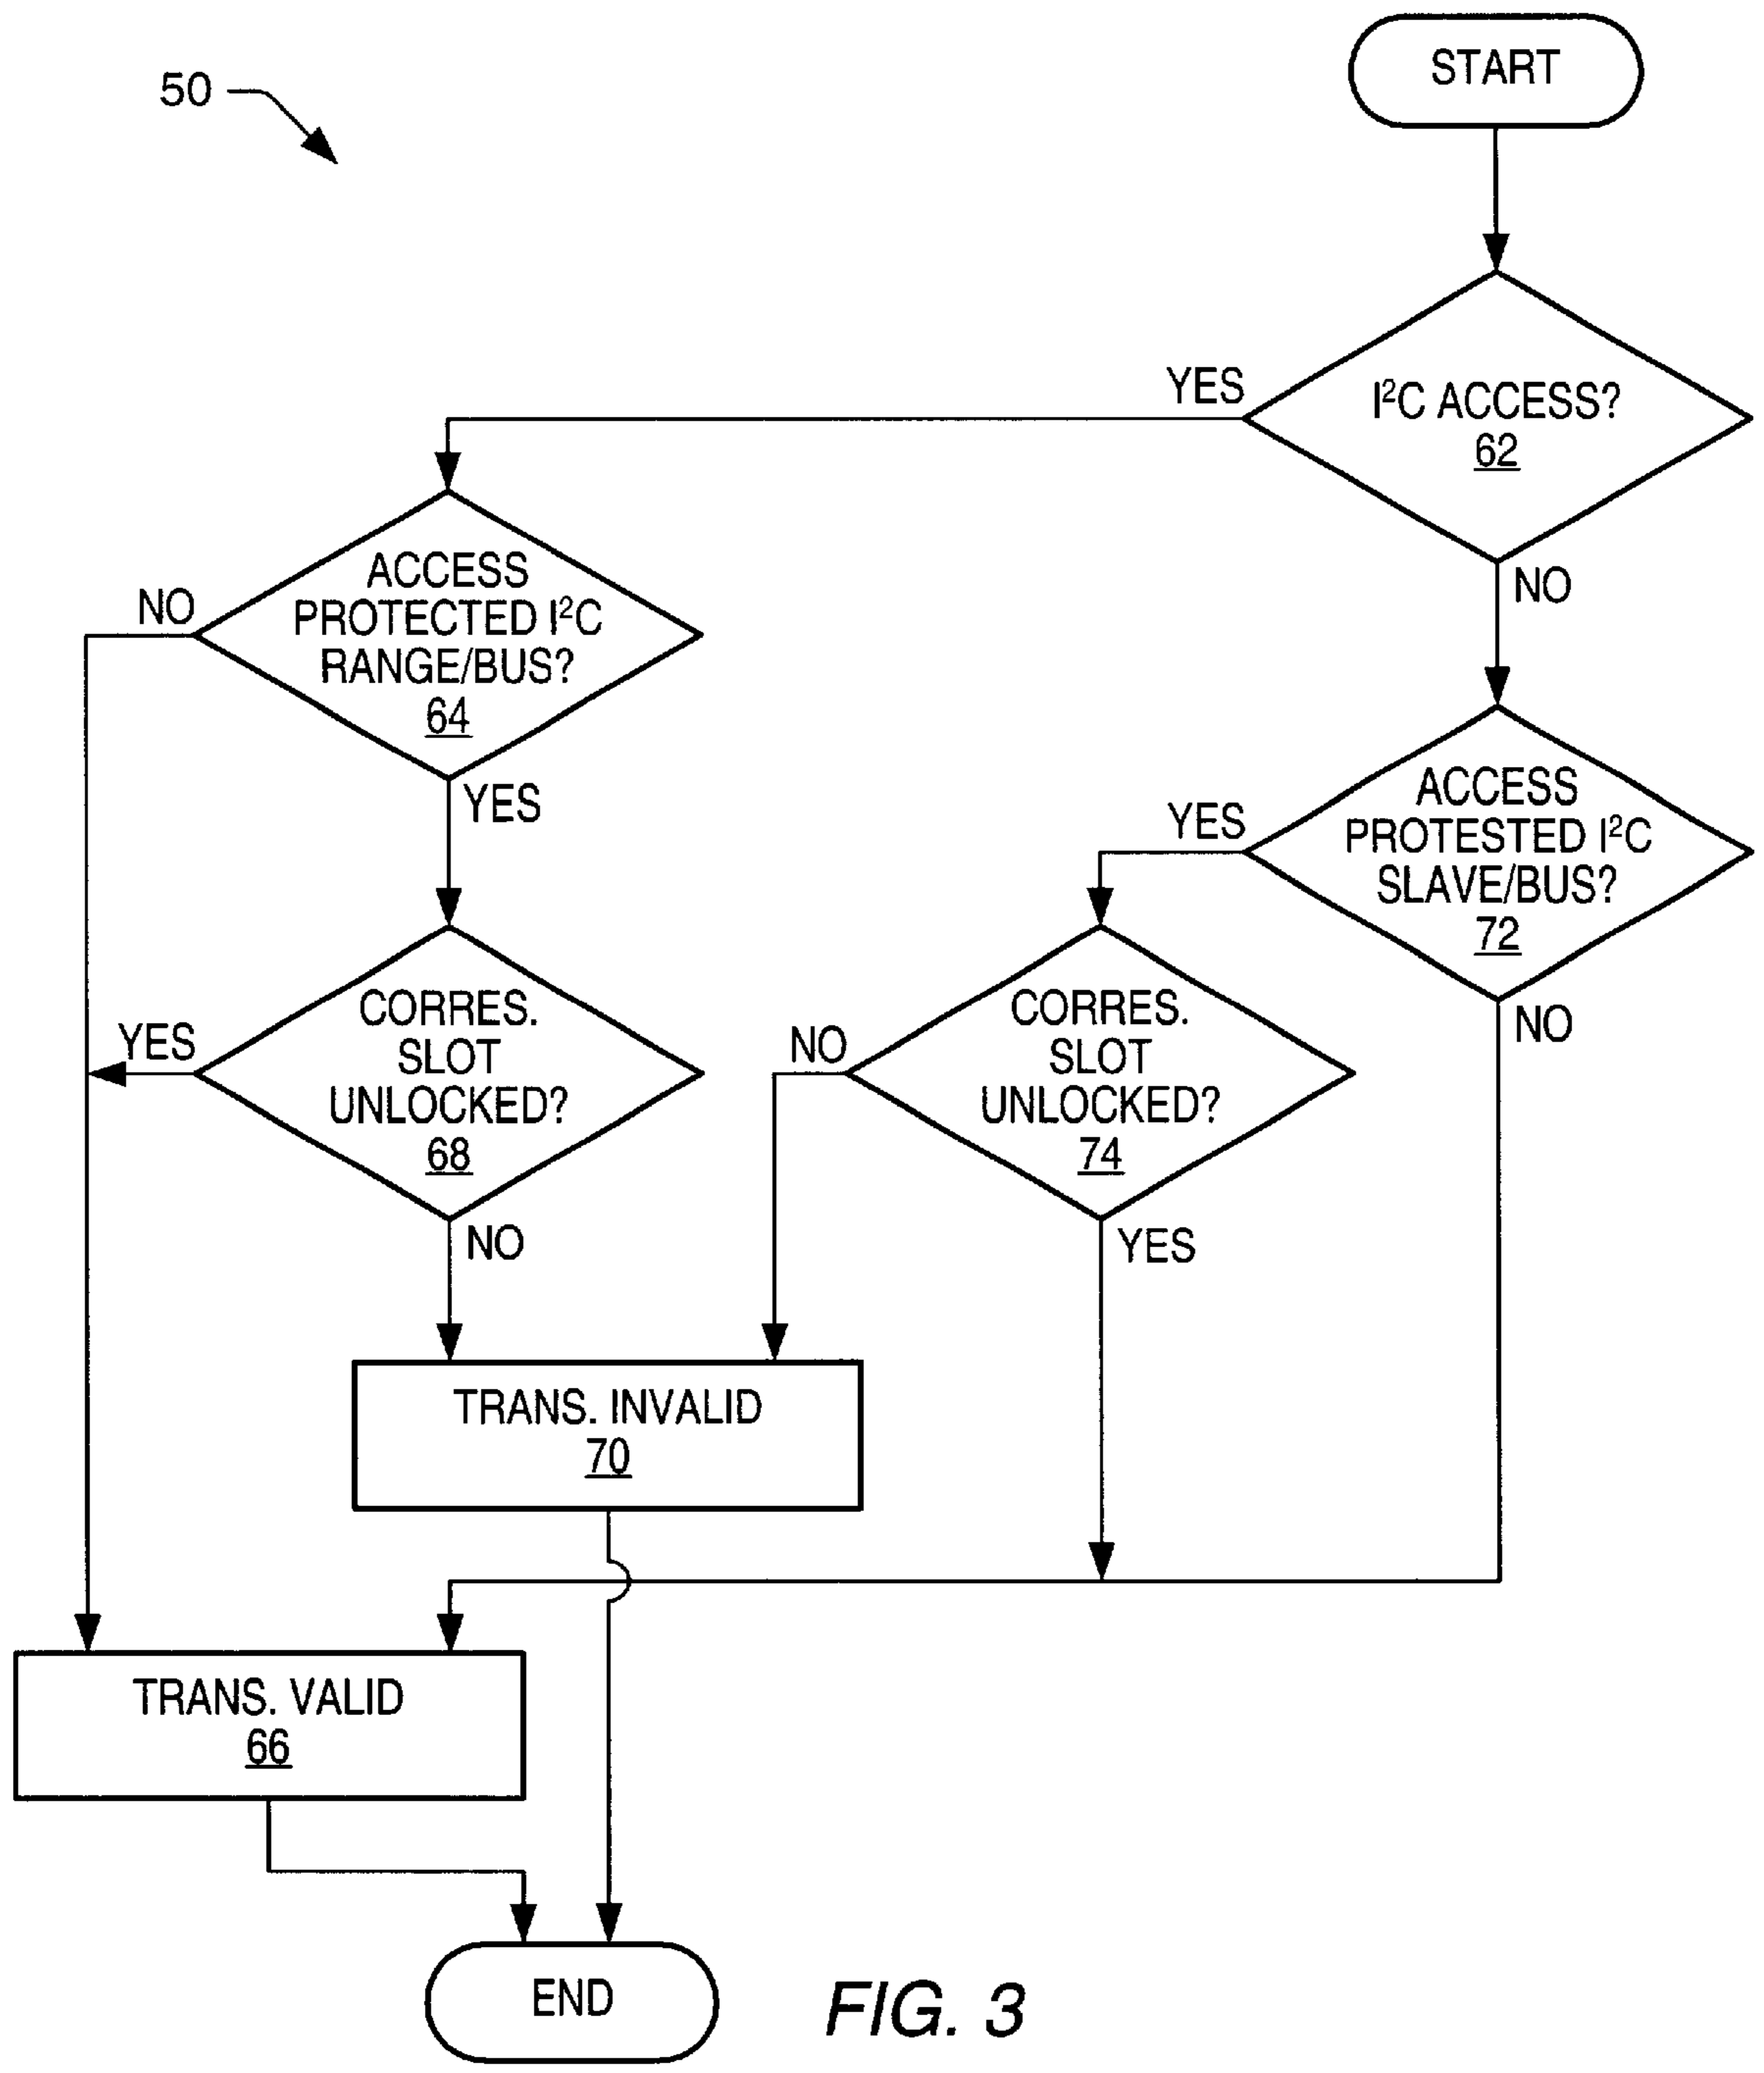 START
50
YES
I²C ACCESS?
62
NO
ACCESS
PROTECTED I²C
RANGE/BUS?
64
NO
YES
ACCESS
PROTESTED I²C
SLAVE/BUS?
72
YES
NO
CORRES.
SLOT
UNLOCKED?
68
YES
NO
CORRES.
SLOT
UNLOCKED?
74
NO
YES
TRANS. INVALID
70
TRANS. VALID
66
END
FIG. 3